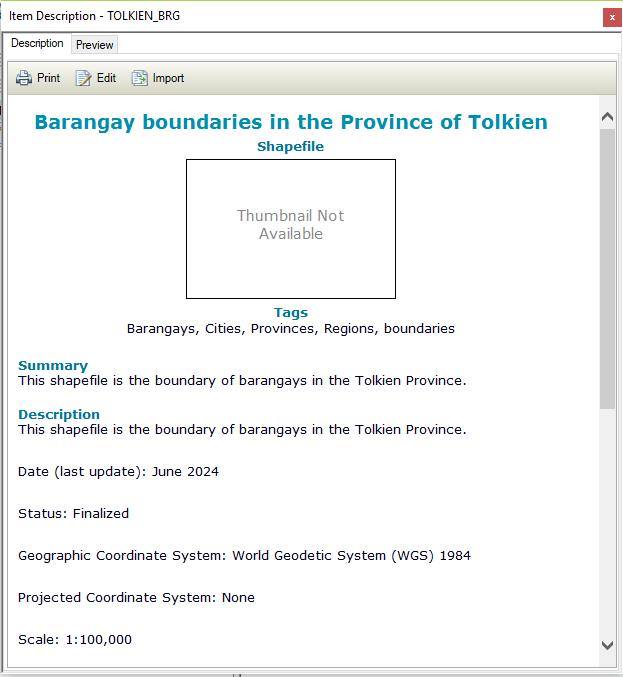 Item Description - TOLKIEN_BRG
x
Description Preview
Print Edit Import
Barangay boundaries in the Province of Tolkien
Shapefile
Thumbnail Not
Available
Tags
Barangays, Cities, Provinces, Regions, boundaries
Summary
This shapefile is the boundary of barangays in the Tolkien Province.
Description
This shapefile is the boundary of barangays in the Tolkien Province.
Date (last update): June 2024
Status: Finalized
Geographic Coordinate System: World Geodetic System (WGS) 1984
Projected Coordinate System: None
Scale: 1:100,000